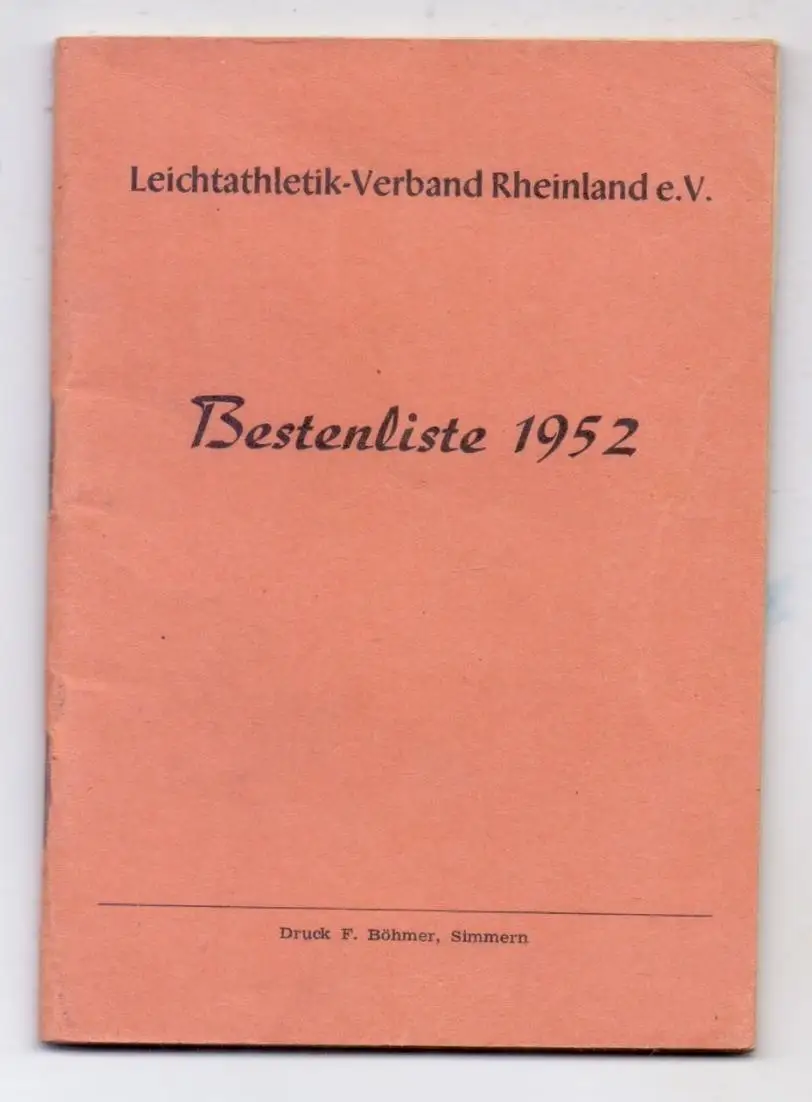 Leichtathletik-Verband Rheinland e.V.
Bestenliste 1952
Druck F. Böhmer, Simmern